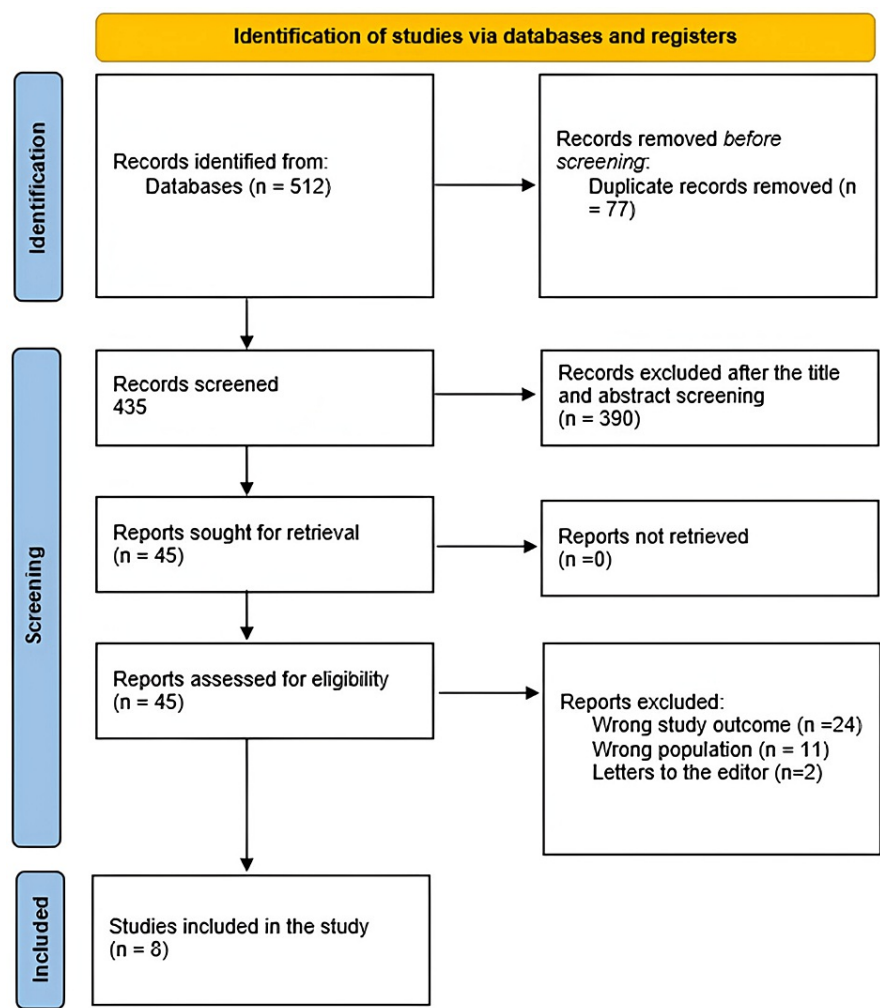 Identification of studies via databases and registers
Identification
Records identified from:
Databases (n = 512)
Records removed before
screening:
Duplicate records removed (n
= 77)
Screening
Records screened
435
Records excluded after the title
and abstract screening
(n = 390)
Reports sought for retrieval
(n = 45)
Reports not retrieved
(n =0)
Reports assessed for eligibility
(n = 45)
Reports excluded:
Wrong study outcome (n =24)
Wrong population (n = 11)
Letters to the editor (n=2)
Included
Studies included in the study
(n = 8)